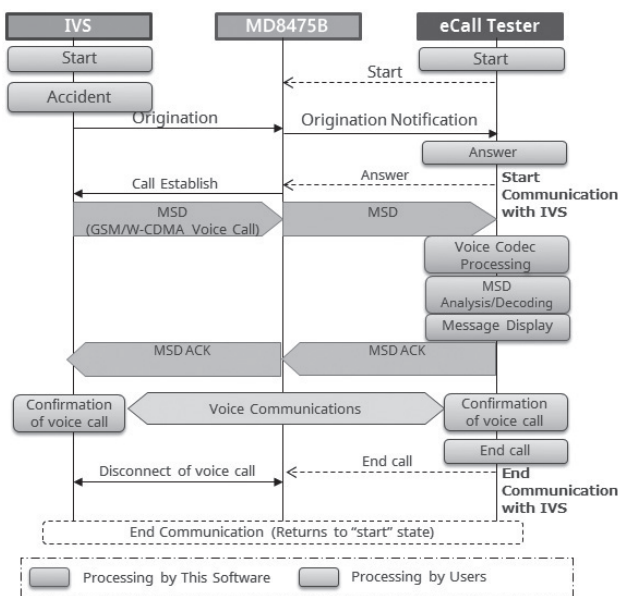 IVS
MD8475B
eCall Tester
Start
Start
Start
Accident
Origination
Origination Notification
Answer
Answer
Start
Communication
with IVS
Call Establish
MSD
(GSM/W-CDMA Voice Call)
MSD
Voice Codec
Processing
MSD
Analysis/Decoding
Message Display
MSD ACK
MSD ACK
Confirmation
of voice call
Voice Communications
Confirmation
of voice call
End call
End call
Disconnect of voice call
End
Communication
with IVS
End Communication (Returns to “start” state)
Processing by This Software
Processing by Users